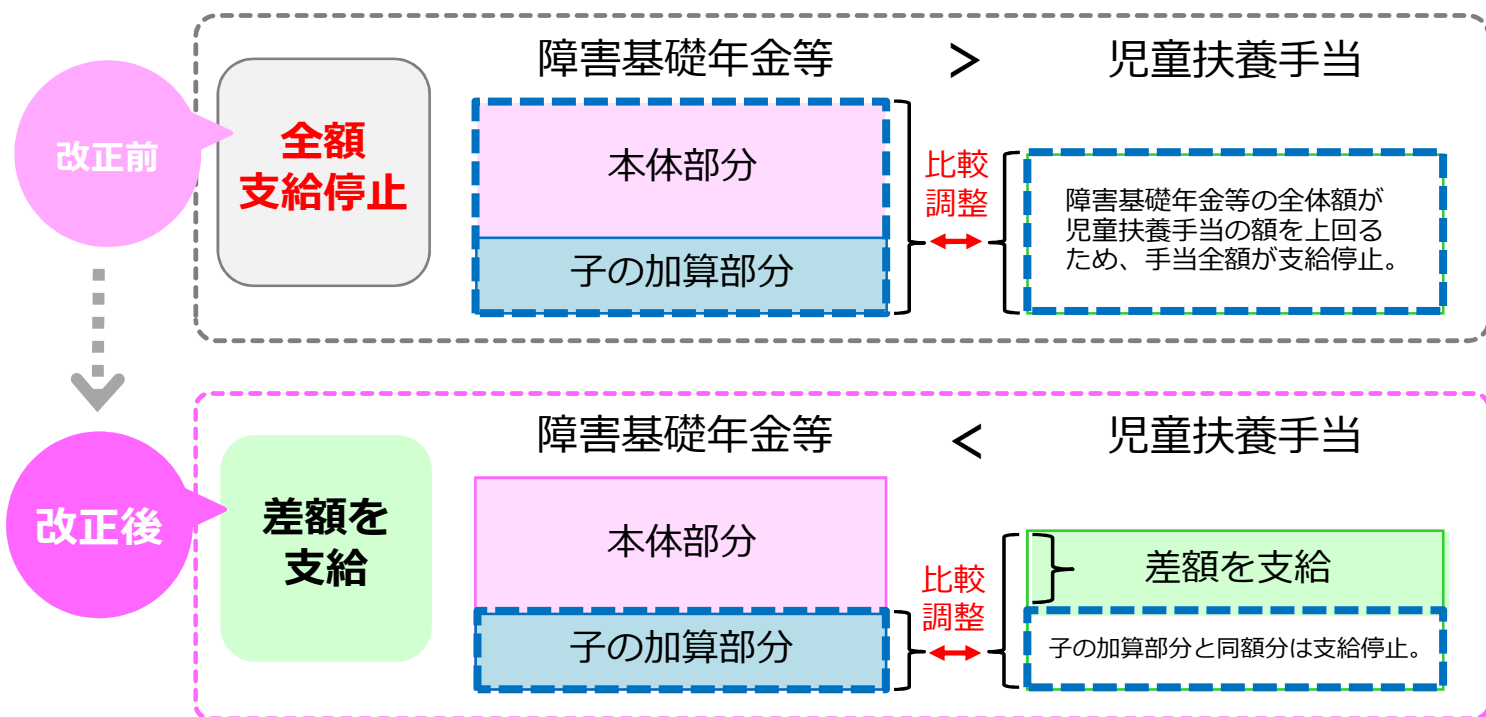 改正前
全額
支給停止
障害基礎年金等 > 児童扶養手当
本体部分
子の加算部分
比較
調整
障害基礎年金等の全体額が
児童扶養手当の額を上回る
ため、手当全額が支給停止。
改正後
差額を
支給
障害基礎年金等 < 児童扶養手当
本体部分
子の加算部分
比較
調整
差額を支給
子の加算部分と同額分は支給停止。